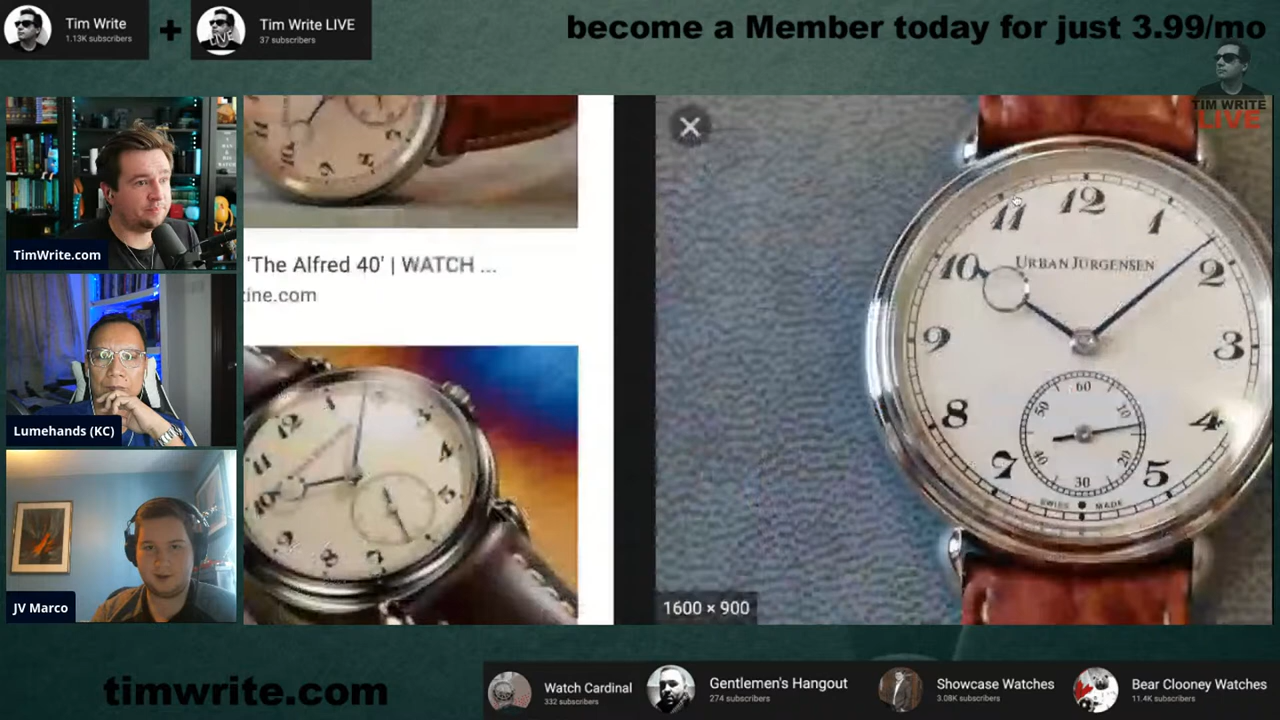 Tim Write
1.13K subscribers
+
Tim Write LIVE
37 subscribers
become a Member today for just 3.99/mo
TIM WRITE
LIVE
TimWrite.com
Lumehands (KC)
JV Marco
'The Alfred 40' | WATCH ...
zine.com
12
1
2
3
4
5
7
8
9
10
11
URBAN JÜRGENSEN
60
10
20
30
40
50
SWISS MADE
1600 × 900
timwrite.com
Watch Cardinal
332 subscribers
Gentlemen's Hangout
274 subscribers
Showcase Watches
3.08K subscribers
Bear Clooney Watches
11.4K subscribers